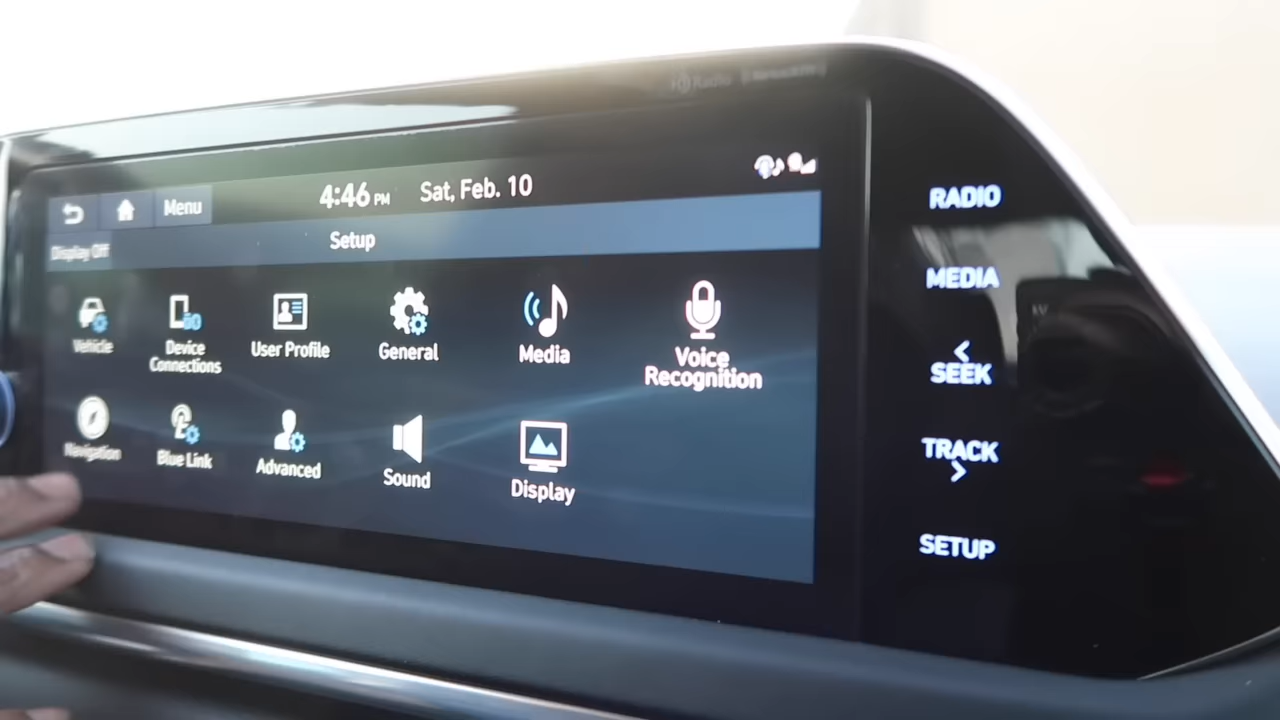 4:46 PM Sat, Feb. 10
Menu
Display Off
Setup
Vehicle
Device
Connections
User Profile
General
Media
Voice
Recognition
Navigation
Blue Link
Advanced
Sound
Display
RADIO
MEDIA
<
SEEK
TRACK
>
SETUP